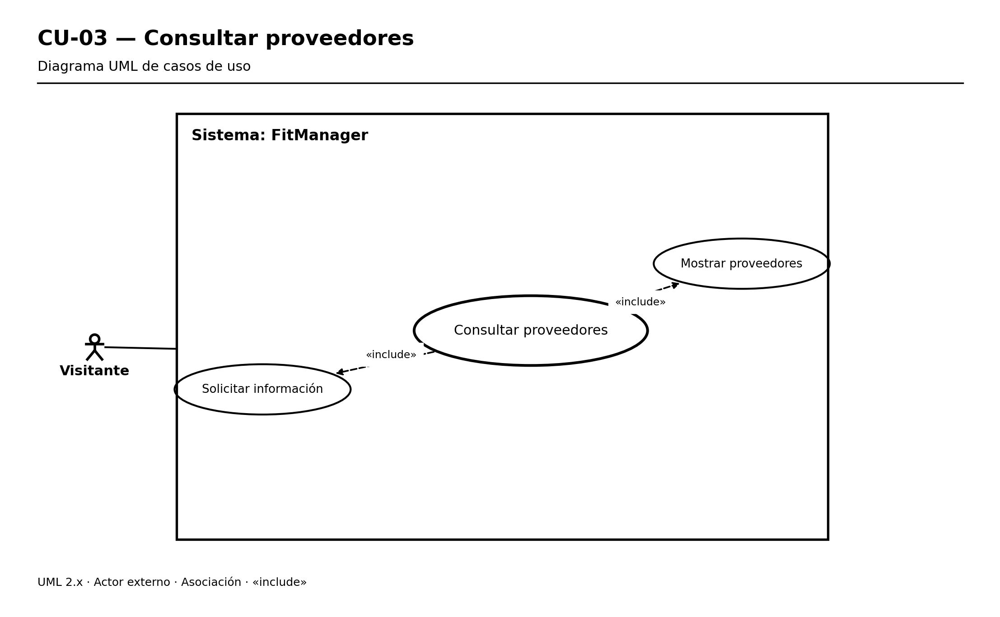 CU-03 — Consultar proveedores
Diagrama UML de casos de uso
Sistema: FitManager
Mostrar proveedores
«include»
Consultar proveedores
«include»
Visitante
Solicitar información
UML 2.x · Actor externo · Asociación · «include»